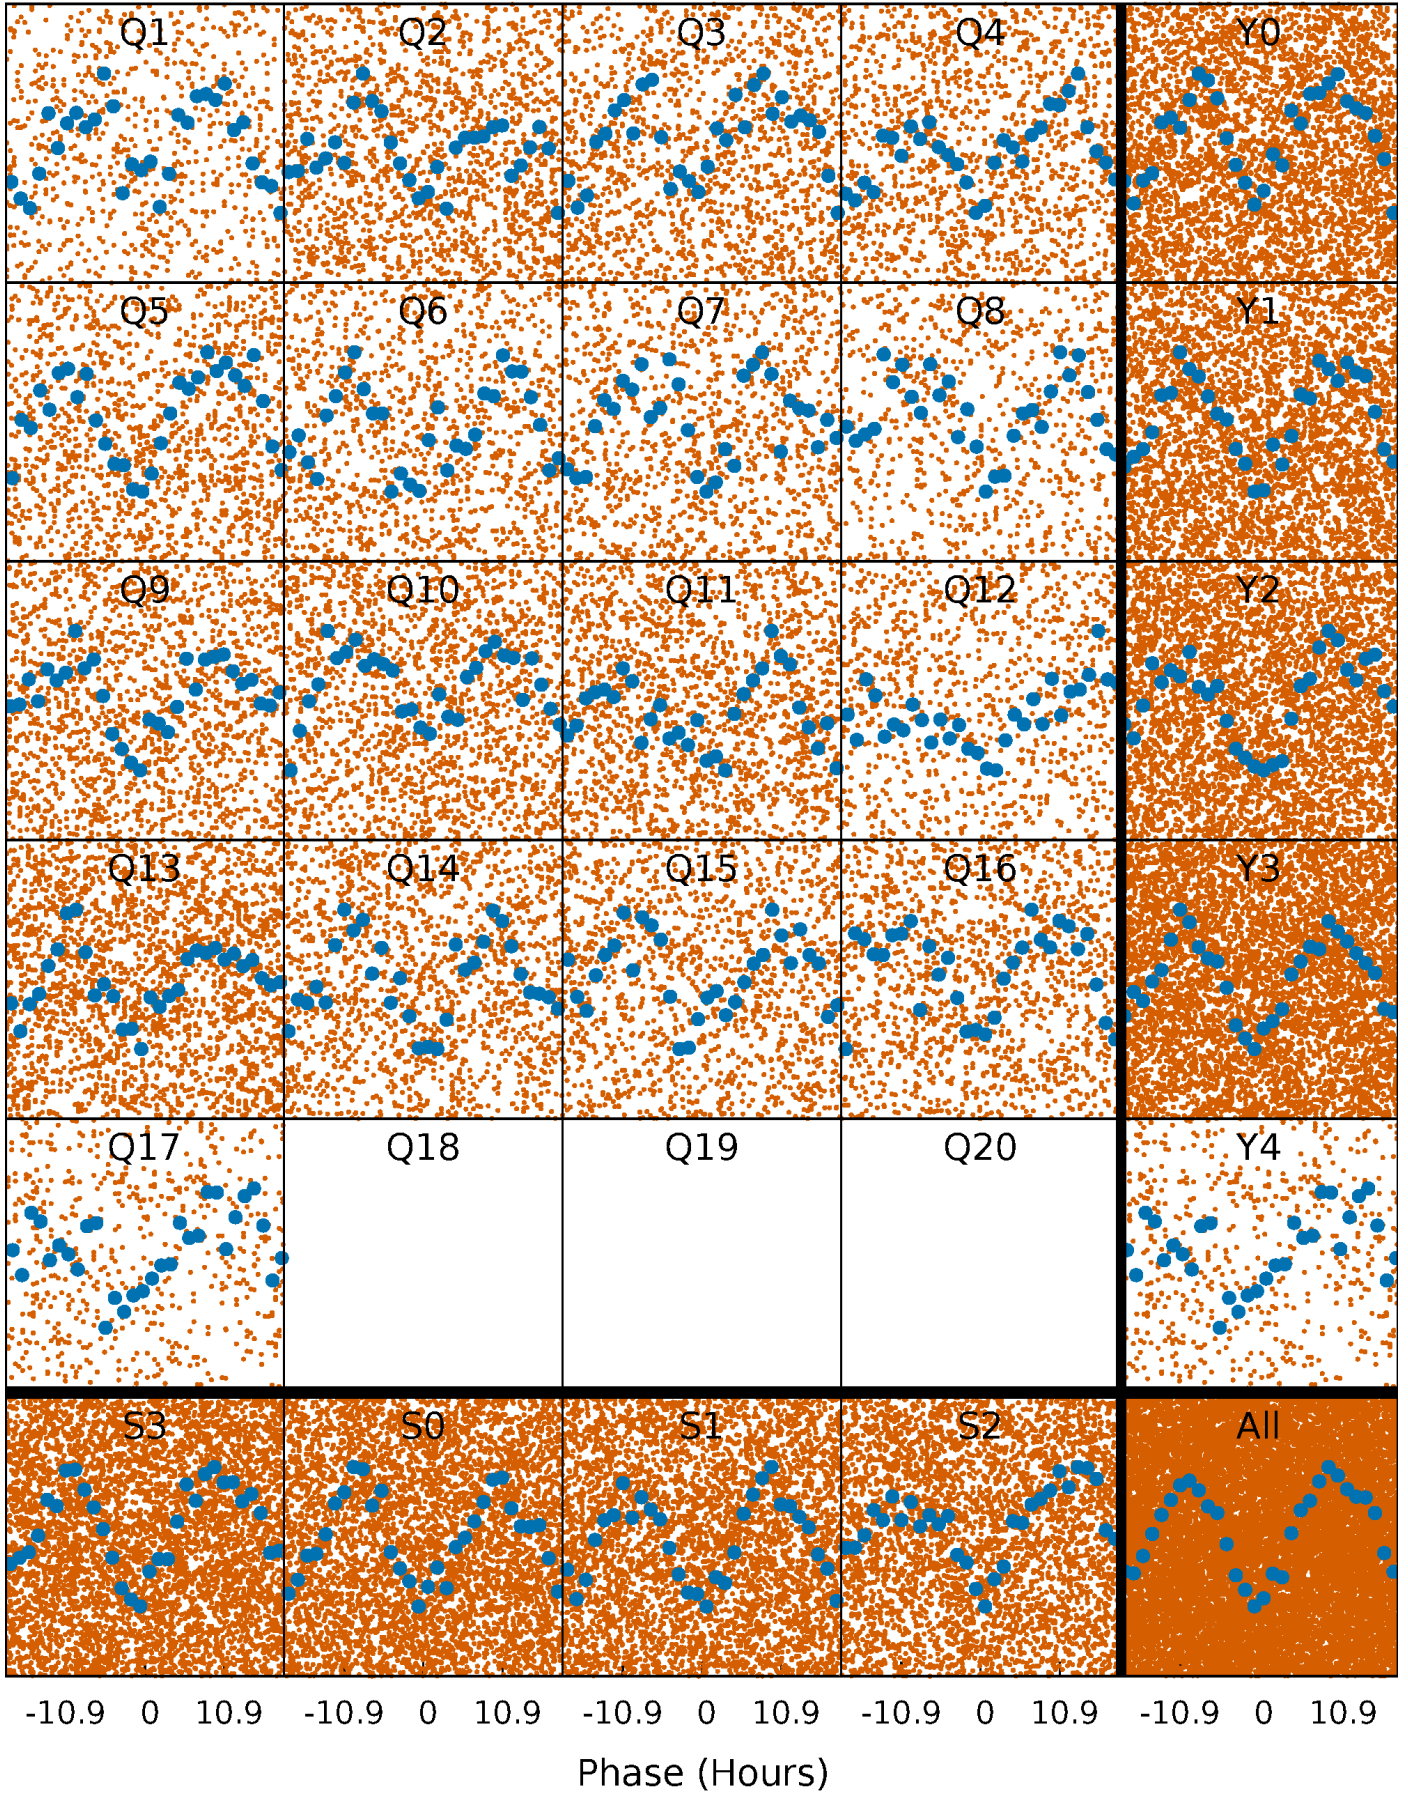 Q1 Q2 Q3 Q4 Y0
Q5 Q6 Q7 Q8 Y1
Q9 Q10 Q11 Q12 Y2
Q13 Q14 Q15 Q16 Y3
Q17 Q18 Q19 Q20 Y4
S3 S0 S1 S2 All
-10.9 0 10.9 -10.9 0 10.9 -10.9 0 10.9 -10.9 0 10.9 -10.9 0 10.9
Phase (Hours)